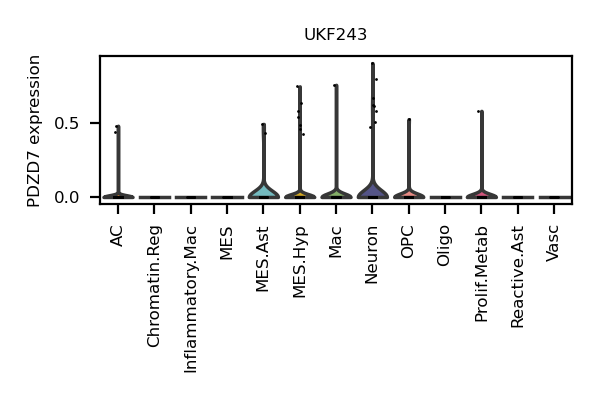 UKF243
PDZD7 expression
0.5
0.0
AC
Chromatin.Reg
Inflammatory.Mac
MES
MES.Ast
MES.Hyp
Mac
Neuron
OPC
Oligo
Prolif.Metab
Reactive.Ast
Vasc